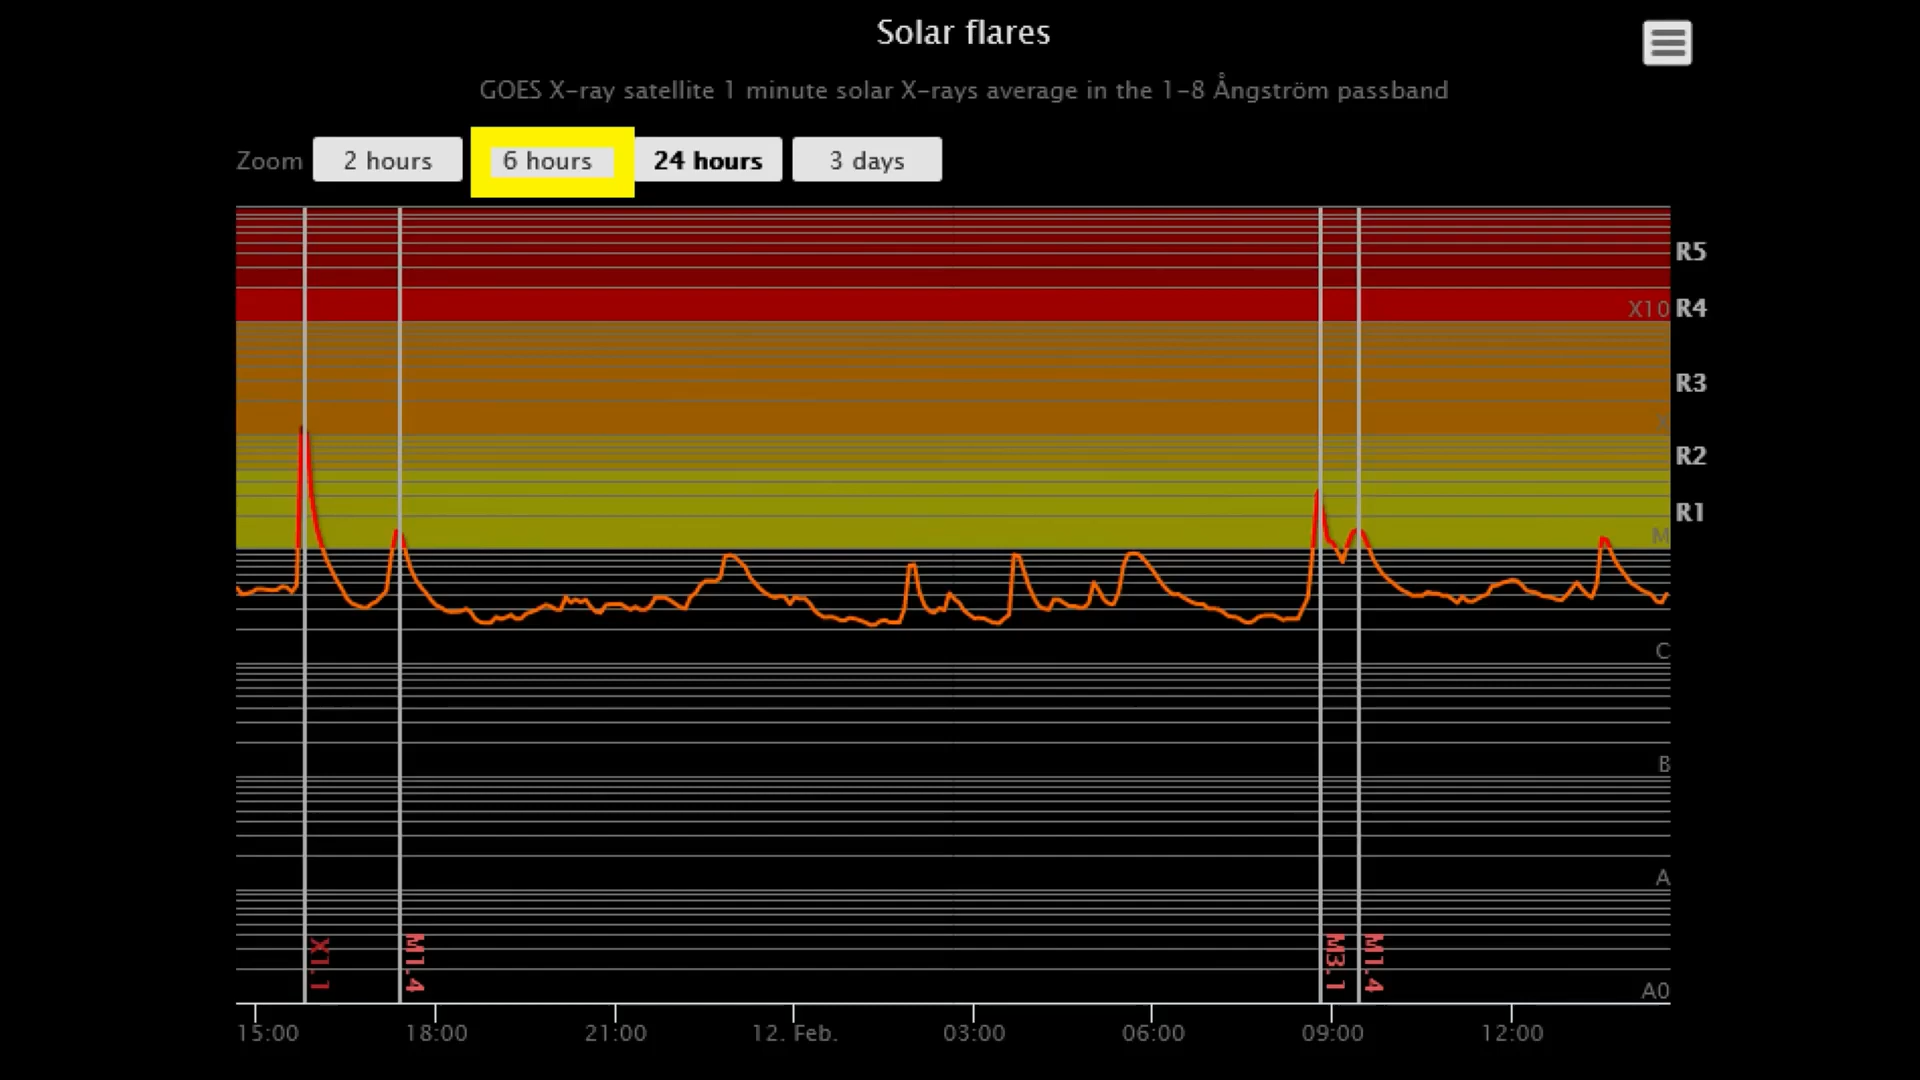 Solar flares
GOES X-ray satellite 1 minute solar X-rays average in the 1-8 Ångström passband
Zoom 2 hours 6 hours 24 hours 3 days
R5
X10 R4
R3
X
R2
R1
M
C
B
A
A0
X1.1 M1.4 M3.1 M1.4
15:00 18:00 21:00 12. Feb. 03:00 06:00 09:00 12:00